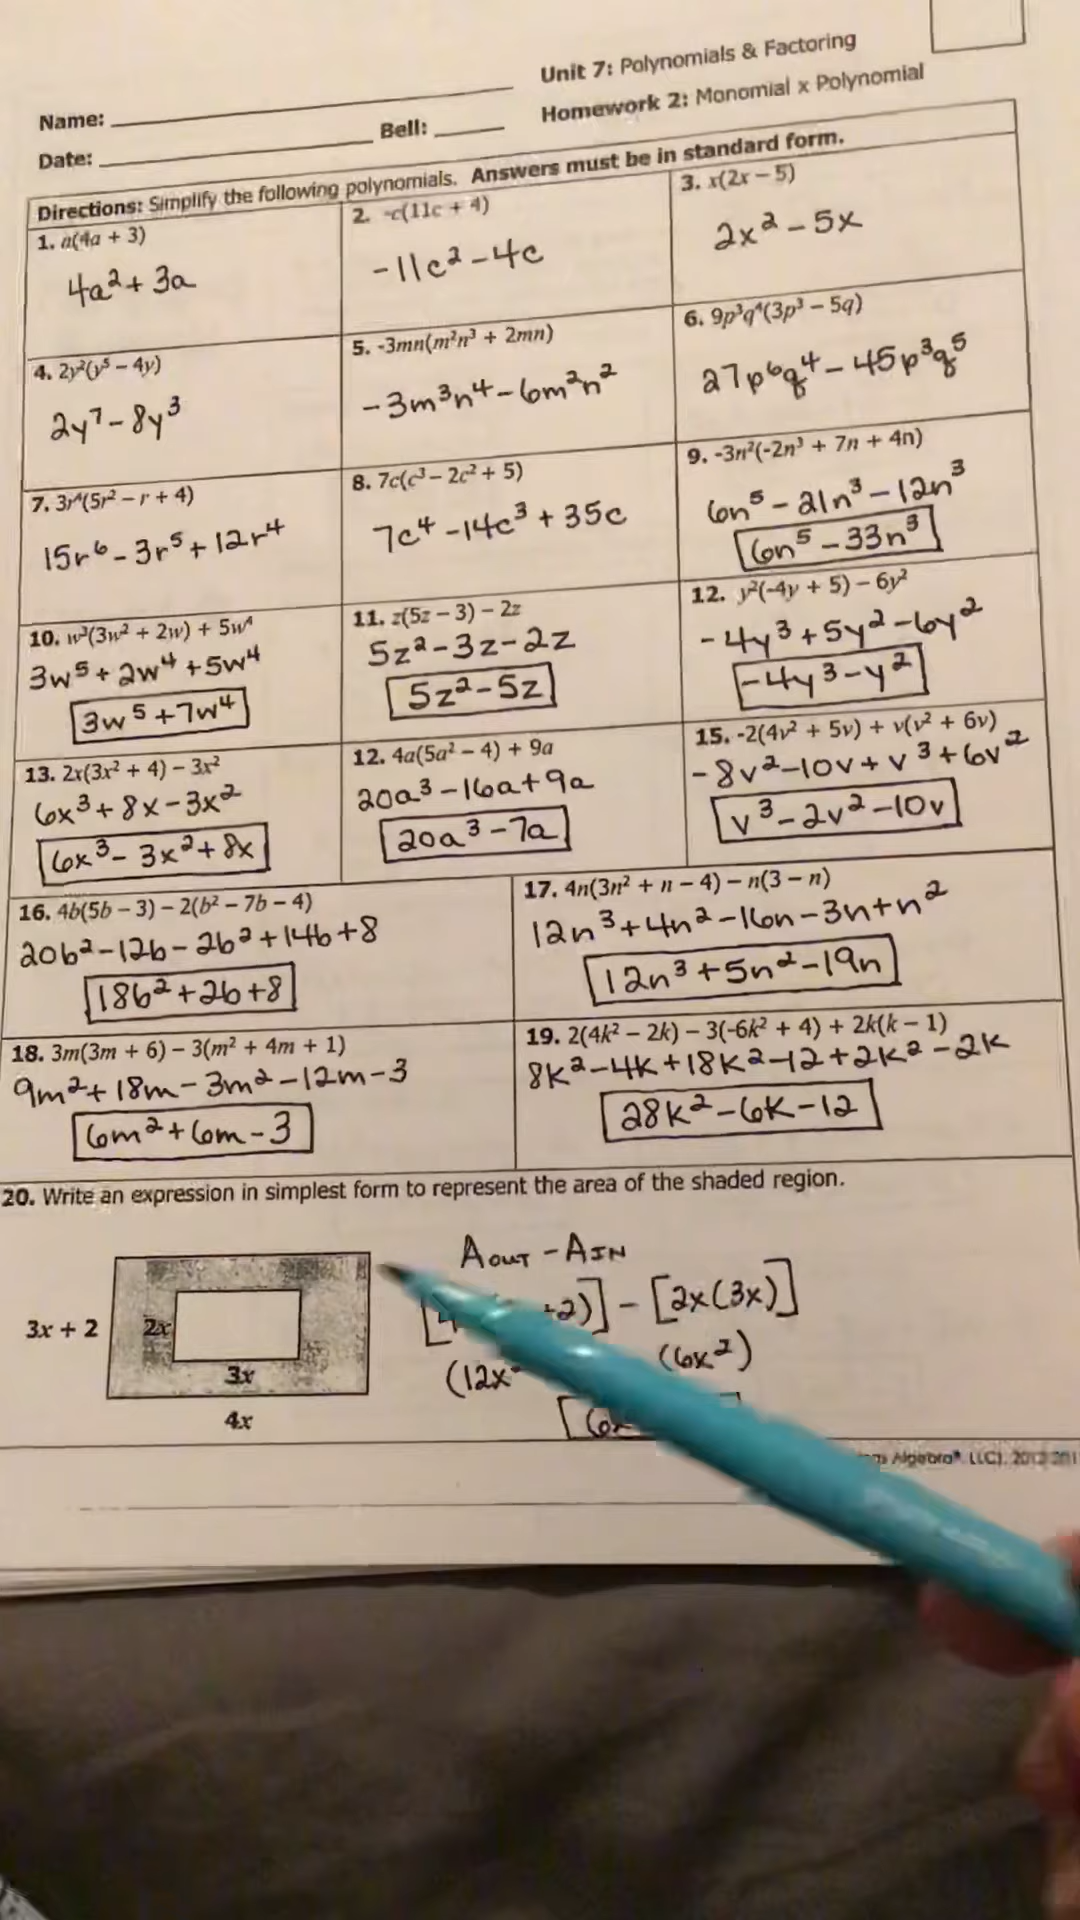 Unit 7: Polynomials & Factoring
Name: Homework 2: Monomial x Polynomial
Date: Bell:
Directions: Simplify the following polynomials. Answers must be in standard form.
1. a(4a + 3)
4a² + 3a
2. -c(11c + 4)
-11c² - 4c
3. x(2x - 5)
2x² - 5x
4. 2y²(y⁵ - 4y)
2y⁷ - 8y³
5. -3mn(m²n³ + 2mn)
-3m³n⁴ - 6m²n²
6. 9p³q⁴(3p³ - 5q)
27p⁶q⁴ - 45p³q⁵
7. 3r⁴(5r² - r + 4)
15r⁶ - 3r⁵ + 12r⁴
8. 7c(c³ - 2c² + 5)
7c⁴ - 14c³ + 35c
9. -3n²(-2n³ + 7n + 4n)
6n⁵ - 21n³ - 12n³
6n⁵ - 33n³
10. w³(3w² + 2w) + 5w⁴
3w⁵ + 2w⁴ + 5w⁴
3w⁵ + 7w⁴
11. z(5z - 3) - 2z
5z² - 3z - 2z
5z² - 5z
12. y²(-4y + 5) - 6y²
-4y³ + 5y² - 6y²
-4y³ - y²
13. 2x(3x² + 4) - 3x²
6x³ + 8x - 3x²
6x³ - 3x² + 8x
12. 4a(5a² - 4) + 9a
20a³ - 16a + 9a
20a³ - 7a
15. -2(4v² + 5v) + v(v² + 6v)
-8v² - 10v + v³ + 6v²
v³ - 2v² - 10v
16. 4b(5b - 3) - 2(b² - 7b - 4)
20b² - 12b - 2b² + 14b + 8
18b² + 2b + 8
17. 4n(3n² + n - 4) - n(3 - n)
12n³ + 4n² - 16n - 3n + n²
12n³ + 5n² - 19n
18. 3m(3m + 6) - 3(m² + 4m + 1)
9m² + 18m - 3m² - 12m - 3
6m² + 6m - 3
19. 2(4k² - 2k) - 3(-6k² + 4) + 2k(k - 1)
8k² - 4k + 18k² - 12 + 2k² - 2k
28k² - 6k - 12
20. Write an expression in simplest form to represent the area of the shaded region.
3x + 2
2x
3x
4x
A OUT - A IN
+2)] - [2x(3x)]
(12x² (6x²)
Algebra®, LLC),